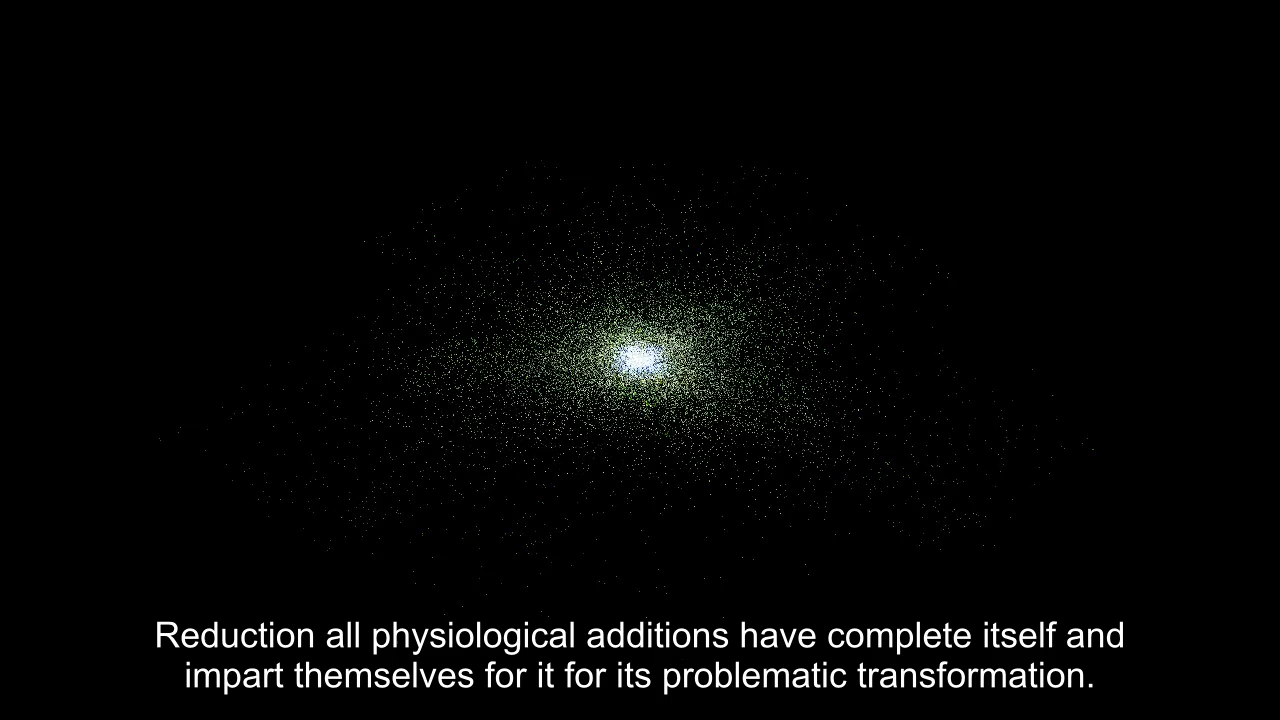 Reduction all physiological additions have complete itself and
impart themselves for it for its problematic transformation.